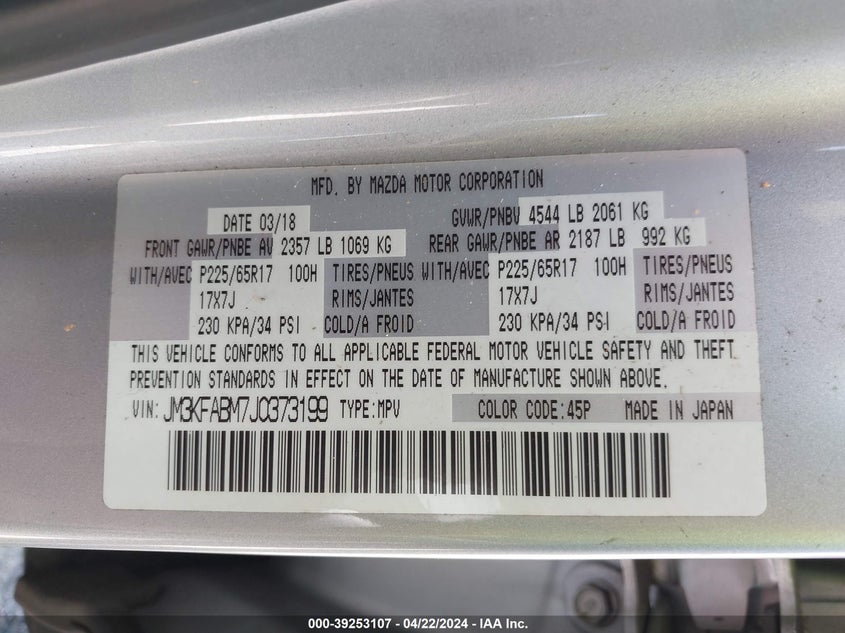 MFD. BY MAZDA MOTOR CORPORATION
DATE 03/18 GVWR/PNBV 4544 LB 2061 KG
FRONT GAWR/PNBE AV 2357 LB 1069 KG REAR GAWR/PNBE AR 2187 LB 992 KG
WITH/AVEC P225/65R17 100H TIRES/PNEUS WITH/AVEC P225/65R17 100H TIRES/PNEUS
17X7J RIMS/JANTES 17X7J RIMS/JANTES
230 KPA/34 PSI COLD/A FROID 230 KPA/34 PSI COLD/A FROID
THIS VEHICLE CONFORMS TO ALL APPLICABLE FEDERAL MOTOR VEHICLE SAFETY AND THEFT
PREVENTION STANDARDS IN EFFECT ON THE DATE OF MANUFACTURE SHOWN ABOVE.
VIN: JM3KFABM7J0373199 TYPE:MPV COLOR CODE:45P MADE IN JAPAN
000-39253107 - 04/22/2024 - IAA Inc.